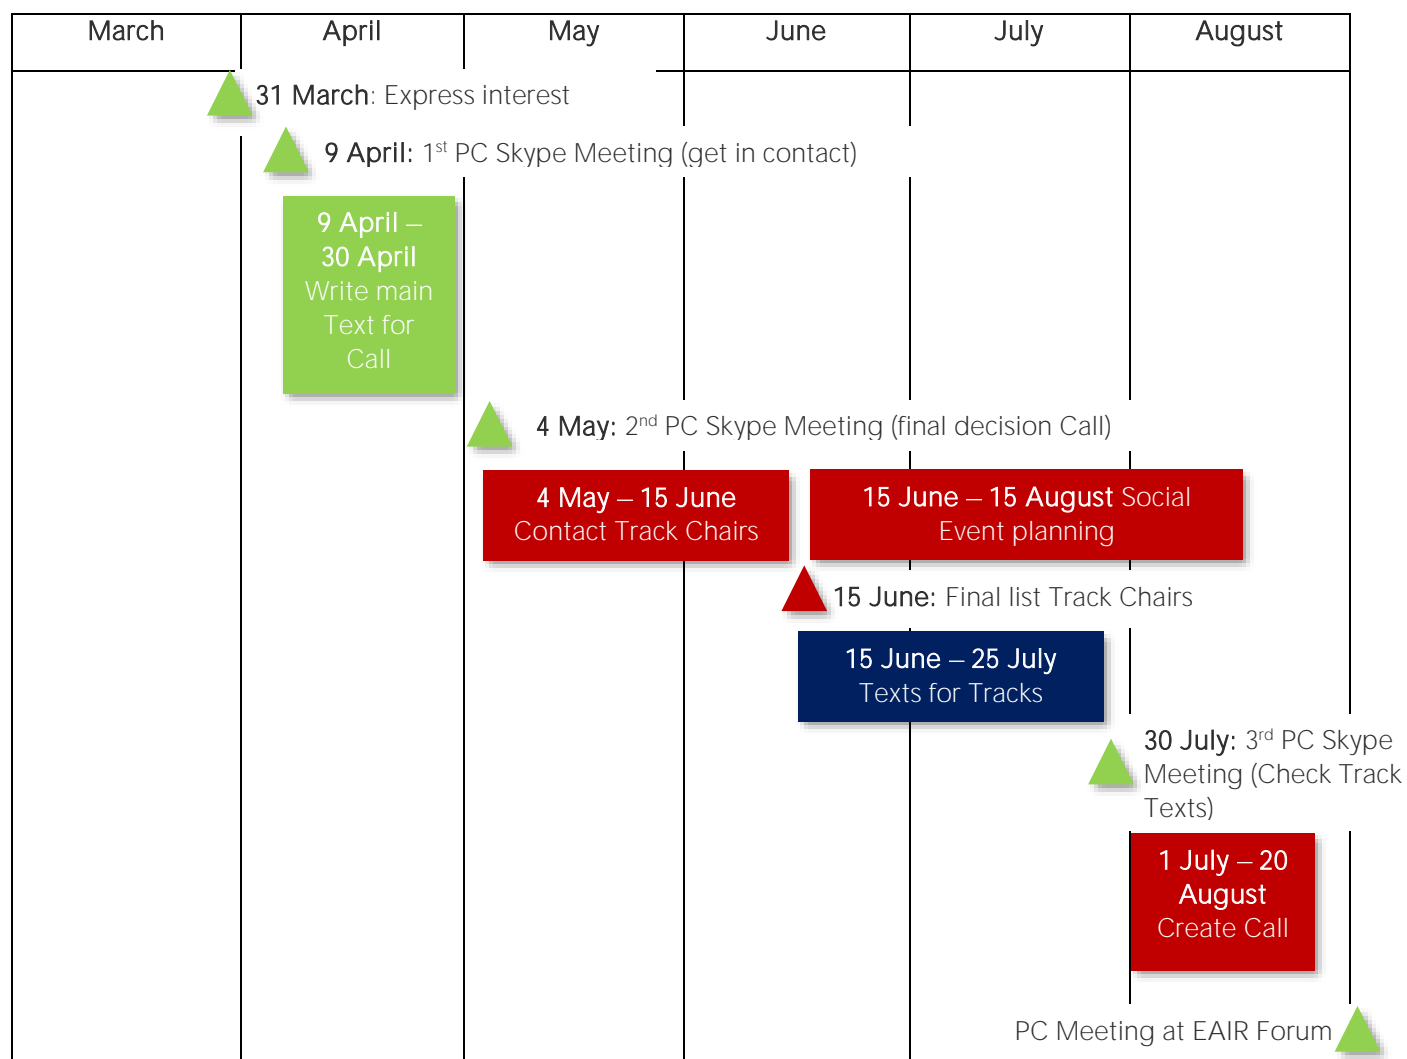 March April May June July August
31 March: Express interest
9 April: 1st PC Skype Meeting (get in contact)
9 April –
30 April
Write main
Text for
Call
4 May: 2nd PC Skype Meeting (final decision Call)
4 May – 15 June
Contact Track Chairs
15 June – 15 August Social
Event planning
15 June: Final list Track Chairs
15 June – 25 July
Texts for Tracks
30 July: 3rd PC Skype
Meeting (Check Track
Texts)
1 July – 20
August
Create Call
PC Meeting at EAIR Forum